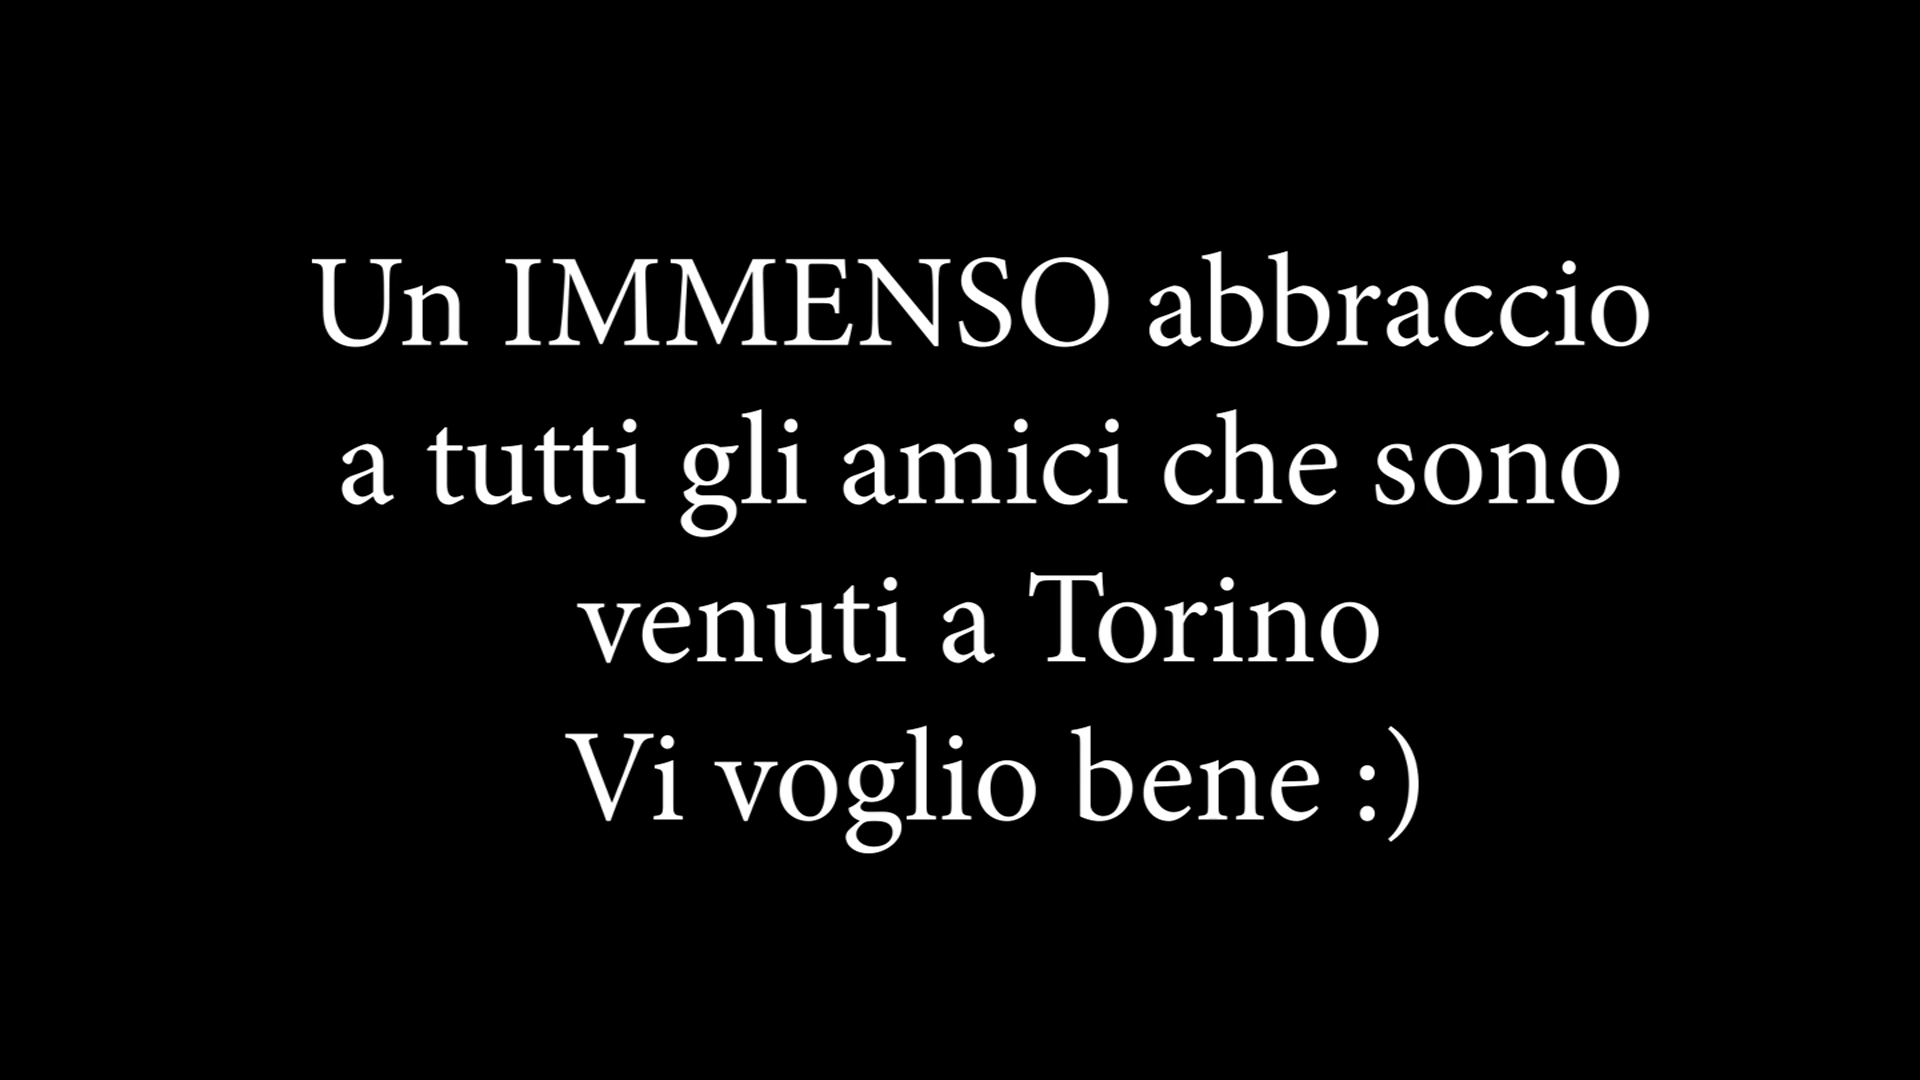 Un IMMENSO abbraccio
a tutti gli amici che sono
venuti a Torino
Vi voglio bene :)